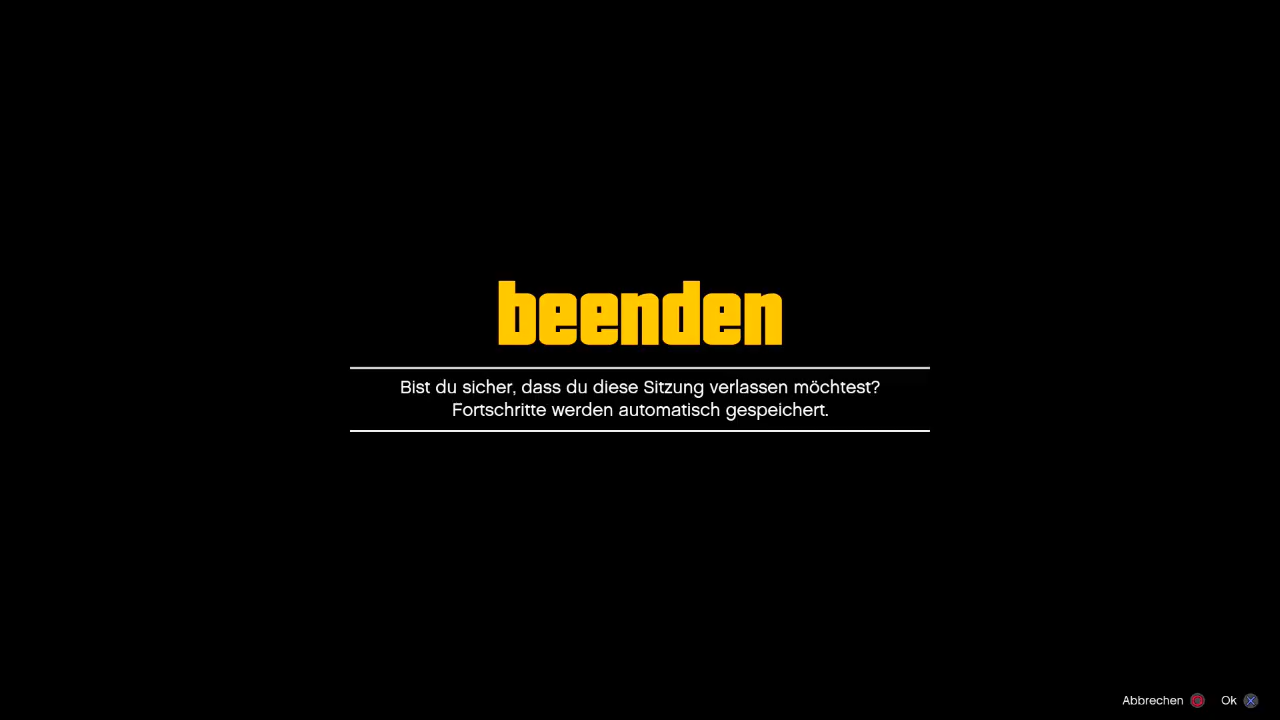 beenden
Bist du sicher, dass du diese Sitzung verlassen möchtest?
Fortschritte werden automatisch gespeichert.
Abbrechen Ok